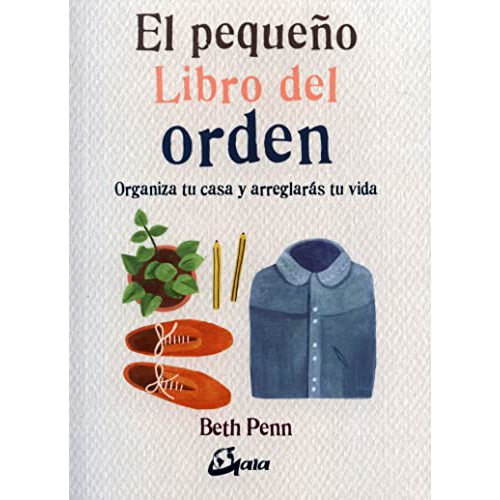 El pequeño
Libro del
orden
Organiza tu casa y arreglarás tu vida
Beth Penn
Gaia